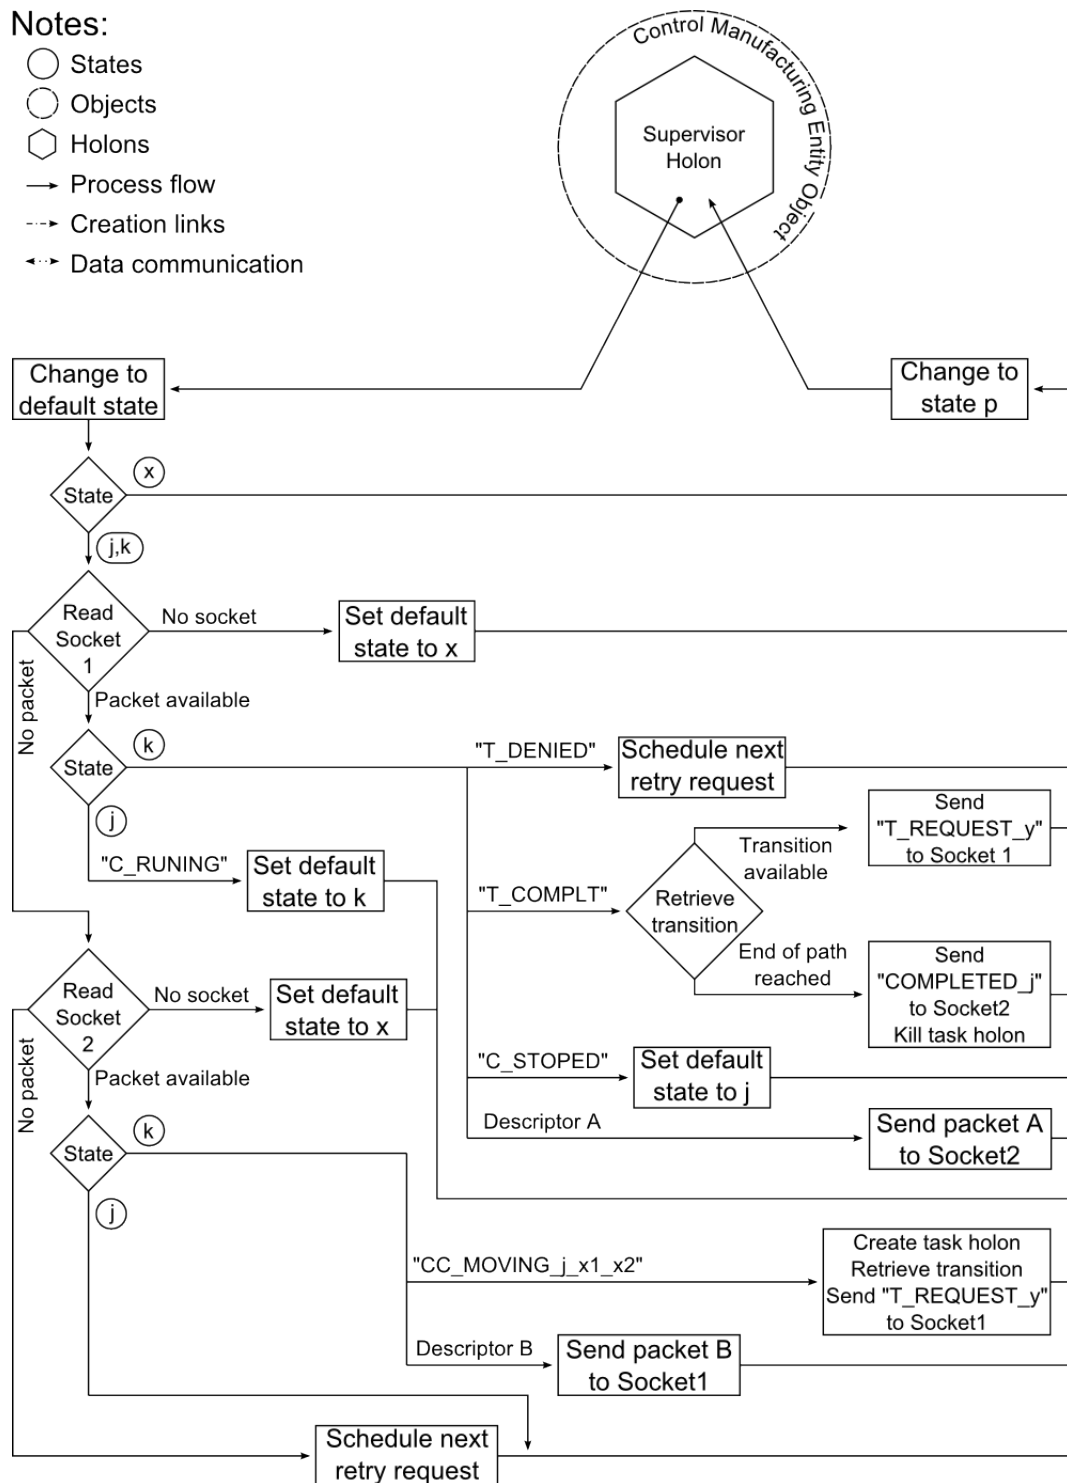 Notes:
States
Objects
Holons
Process flow
Creation links
Data communication
Control Manufacturing Entity Object
Supervisor
Holon
Change to
default state
Change to
state p
x
State
j,k
Read
Socket
1
No socket
Set default
state to x
No packet
Packet available
k
State
"T_DENIED"
Schedule next
retry request
j
Send
"T_REQUEST_y"
to Socket 1
Transition
available
"C_RUNING"
Set default
state to k
"T_COMPLT"
Retrieve
transition
End of path
reached
Send
"COMPLETED_j"
to Socket2
Kill task holon
Read
Socket
2
No socket
Set default
state to x
No packet
Packet available
"C_STOPED"
Set default
state to j
Descriptor A
Send packet A
to Socket2
k
State
j
"CC_MOVING_j_x1_x2"
Create task holon
Retrieve transition
Send "T_REQUEST_y"
to Socket1
Descriptor B
Send packet B
to Socket1
Schedule next
retry request